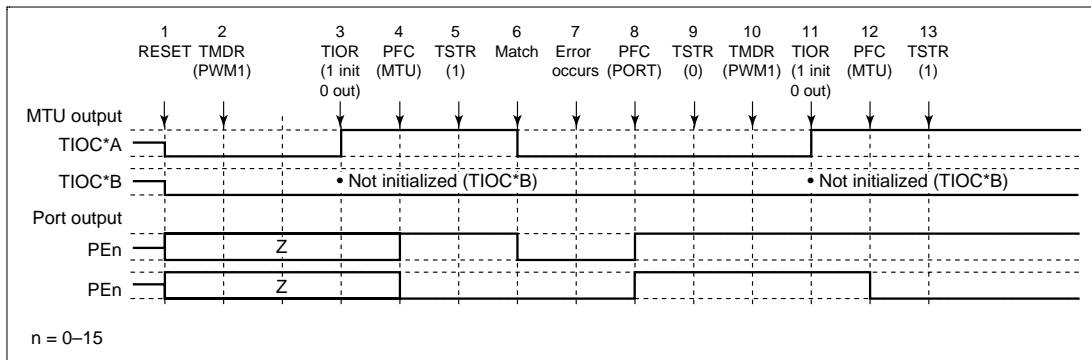 1 2 3 4 5 6 7 8 9 10 11 12 13
RESET TMDR TIOR PFC TSTR Match Error PFC TSTR TMDR TIOR PFC TSTR
(PWM1) (1 init (MTU) (1) occurs (PORT) (0) (PWM1) (1 init (MTU) (1)
0 out) 0 out)
MTU output
TIOC*A
TIOC*B • Not initialized (TIOC*B) • Not initialized (TIOC*B)
Port output
PEn Z
PEn Z
n = 0–15